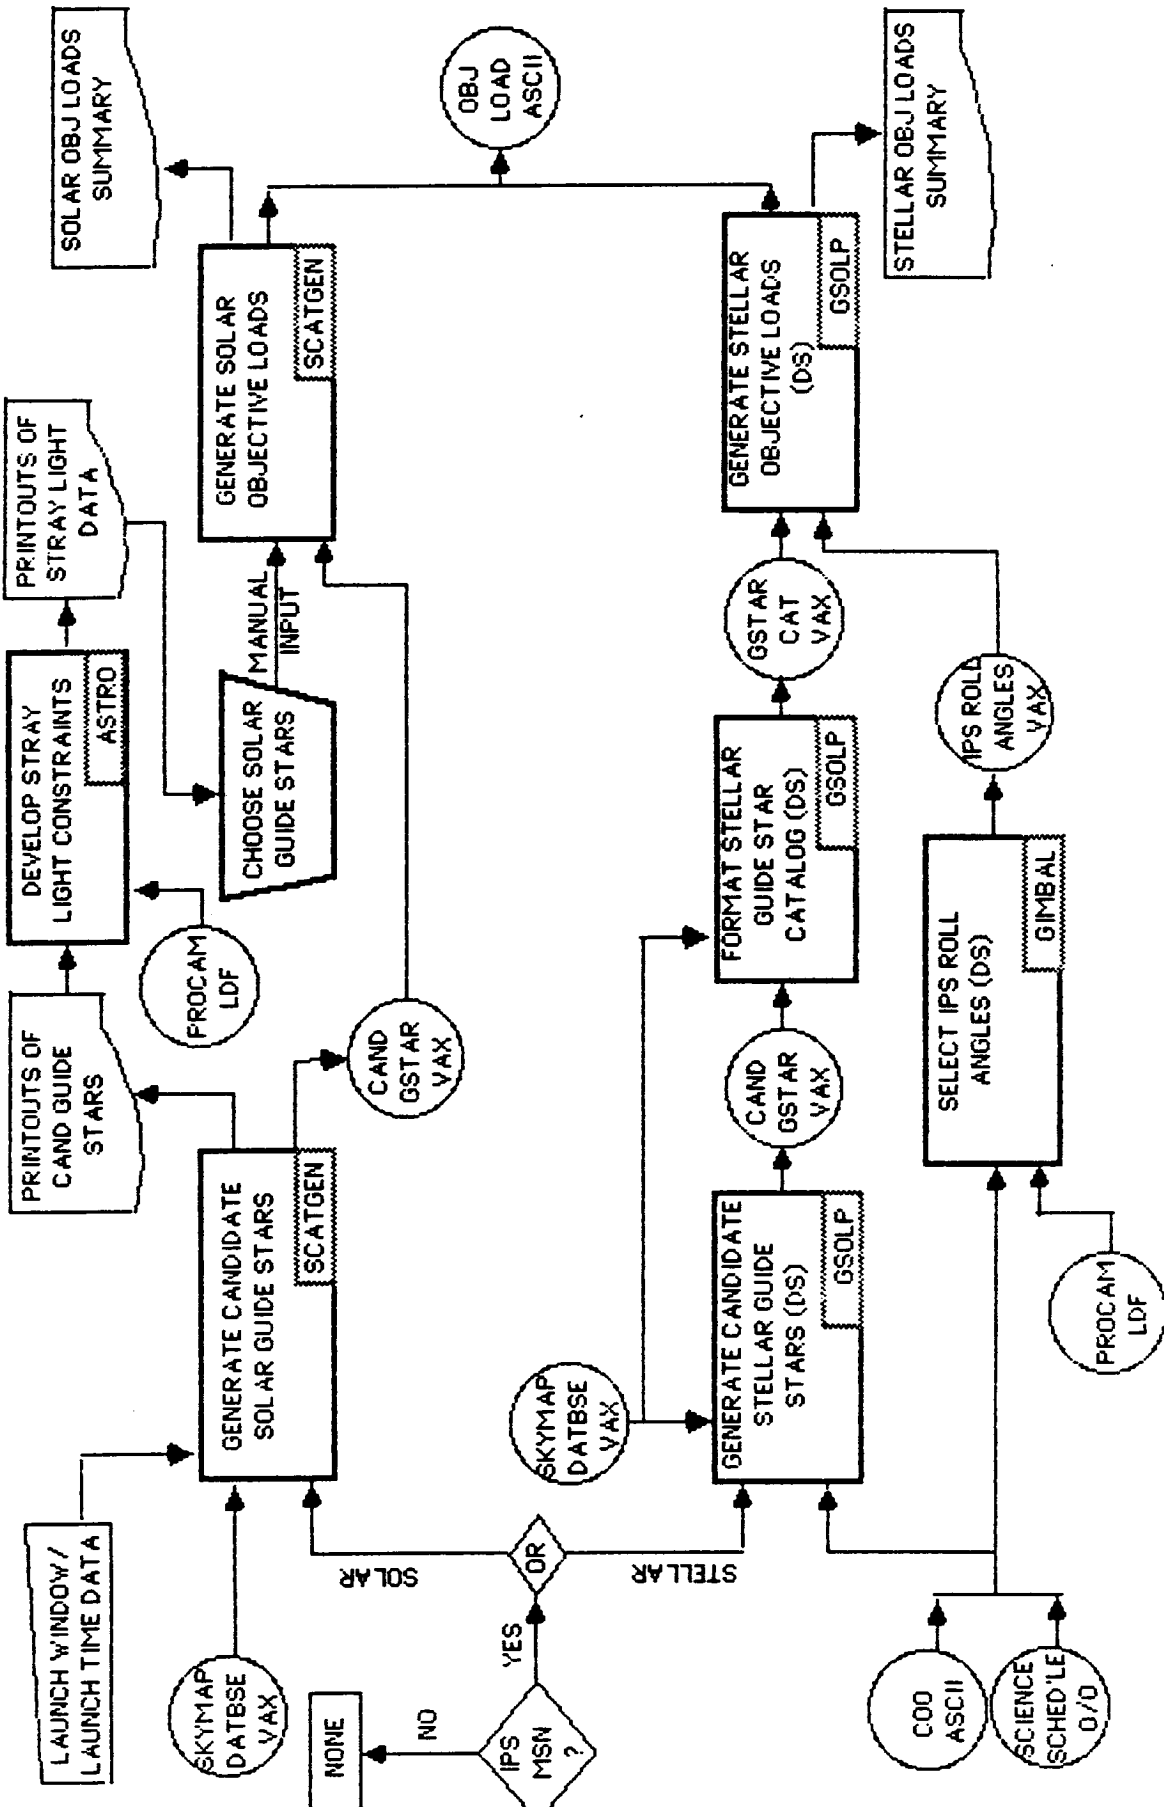 LAUNCH WINDOW/
LAUNCH TIME DATA
SKYMAP
DATBSE
VAX
NONE
NO
IPS
MSN
?
YES
OR
SOLAR
STELLAR
GENERATE CANDIDATE
SOLAR GUIDE STARS
SCATGEN
PRINTOUTS OF
CAND GUIDE
STARS
PROCAM
LDF
CAND
GSTAR
VAX
DEVELOP STRAY
LIGHT CONSTRAINTS
ASTRO
PRINTOUTS OF
STRAY LIGHT
DATA
CHOOSE SOLAR
GUIDE STARS
MANUAL
INPUT
GENERATE SOLAR
OBJECTIVE LOADS
SCATGEN
SOLAR OBJ LOADS
SUMMARY
OBJ
LOAD
ASCII
SKYMAP
DATBSE
VAX
GENERATE CANDIDATE
STELLAR GUIDE
STARS (DS)
GSOLP
CAND
GSTAR
VAX
FORMAT STELLAR
GUIDE STAR
CATALOG (DS)
GSOLP
GSTAR
CAT
VAX
GENERATE STELLAR
OBJECTIVE LOADS
(DS)
GSOLP
STELLAR OBJ LOADS
SUMMARY
COO
ASCII
SCIENCE
SCHED'LE
O/O
PROCAM
LDF
SELECT IPS ROLL
ANGLES (DS)
GIMBAL
IPS ROLL
ANGLES
VAX